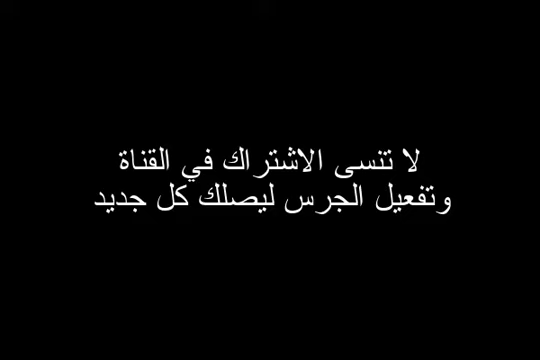 لا تنسى الاشتراك في القناة
وتفعيل الجرس ليصلك كل جديد